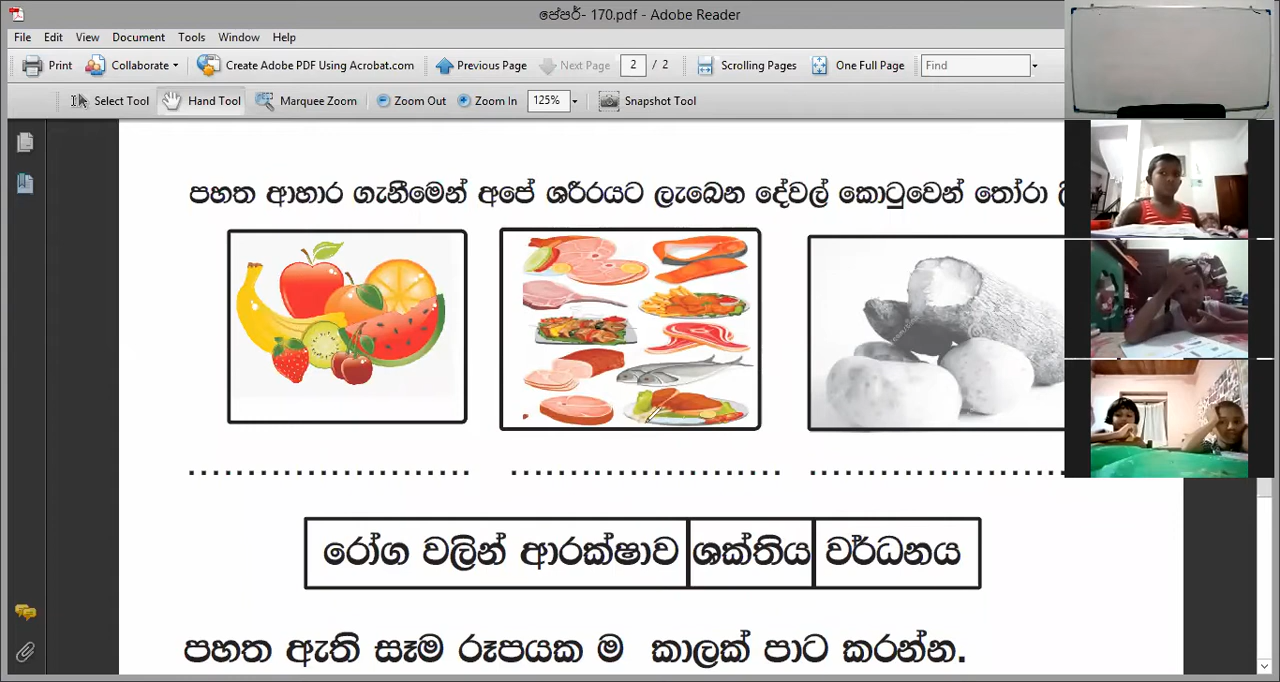 පේපර්- 170.pdf - Adobe Reader
File Edit View Document Tools Window Help
Print Collaborate Create Adobe PDF Using Acrobat.com Previous Page Next Page 2 / 2 Scrolling Pages One Full Page Find
Select Tool Hand Tool Marquee Zoom Zoom Out Zoom In 125% Snapshot Tool
පහත ආහාර ගැනීමෙන් අපේ ශරීරයට ලැබෙන දේවල් කොටුවෙන් තෝරා
රෝග වලින් ආරක්ෂාව ශක්තිය වර්ධනය
පහත ඇති සෑම රූපයක ම කාලක් පාට කරන්න.